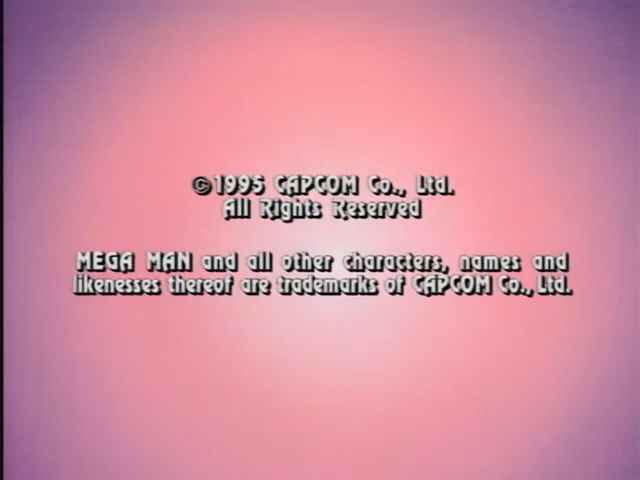 ©1995 CAPCOM Co., Ltd.
All Rights Reserved
MEGA MAN and all other characters, names and
likenesses thereof are trademarks of CAPCOM Co., Ltd.